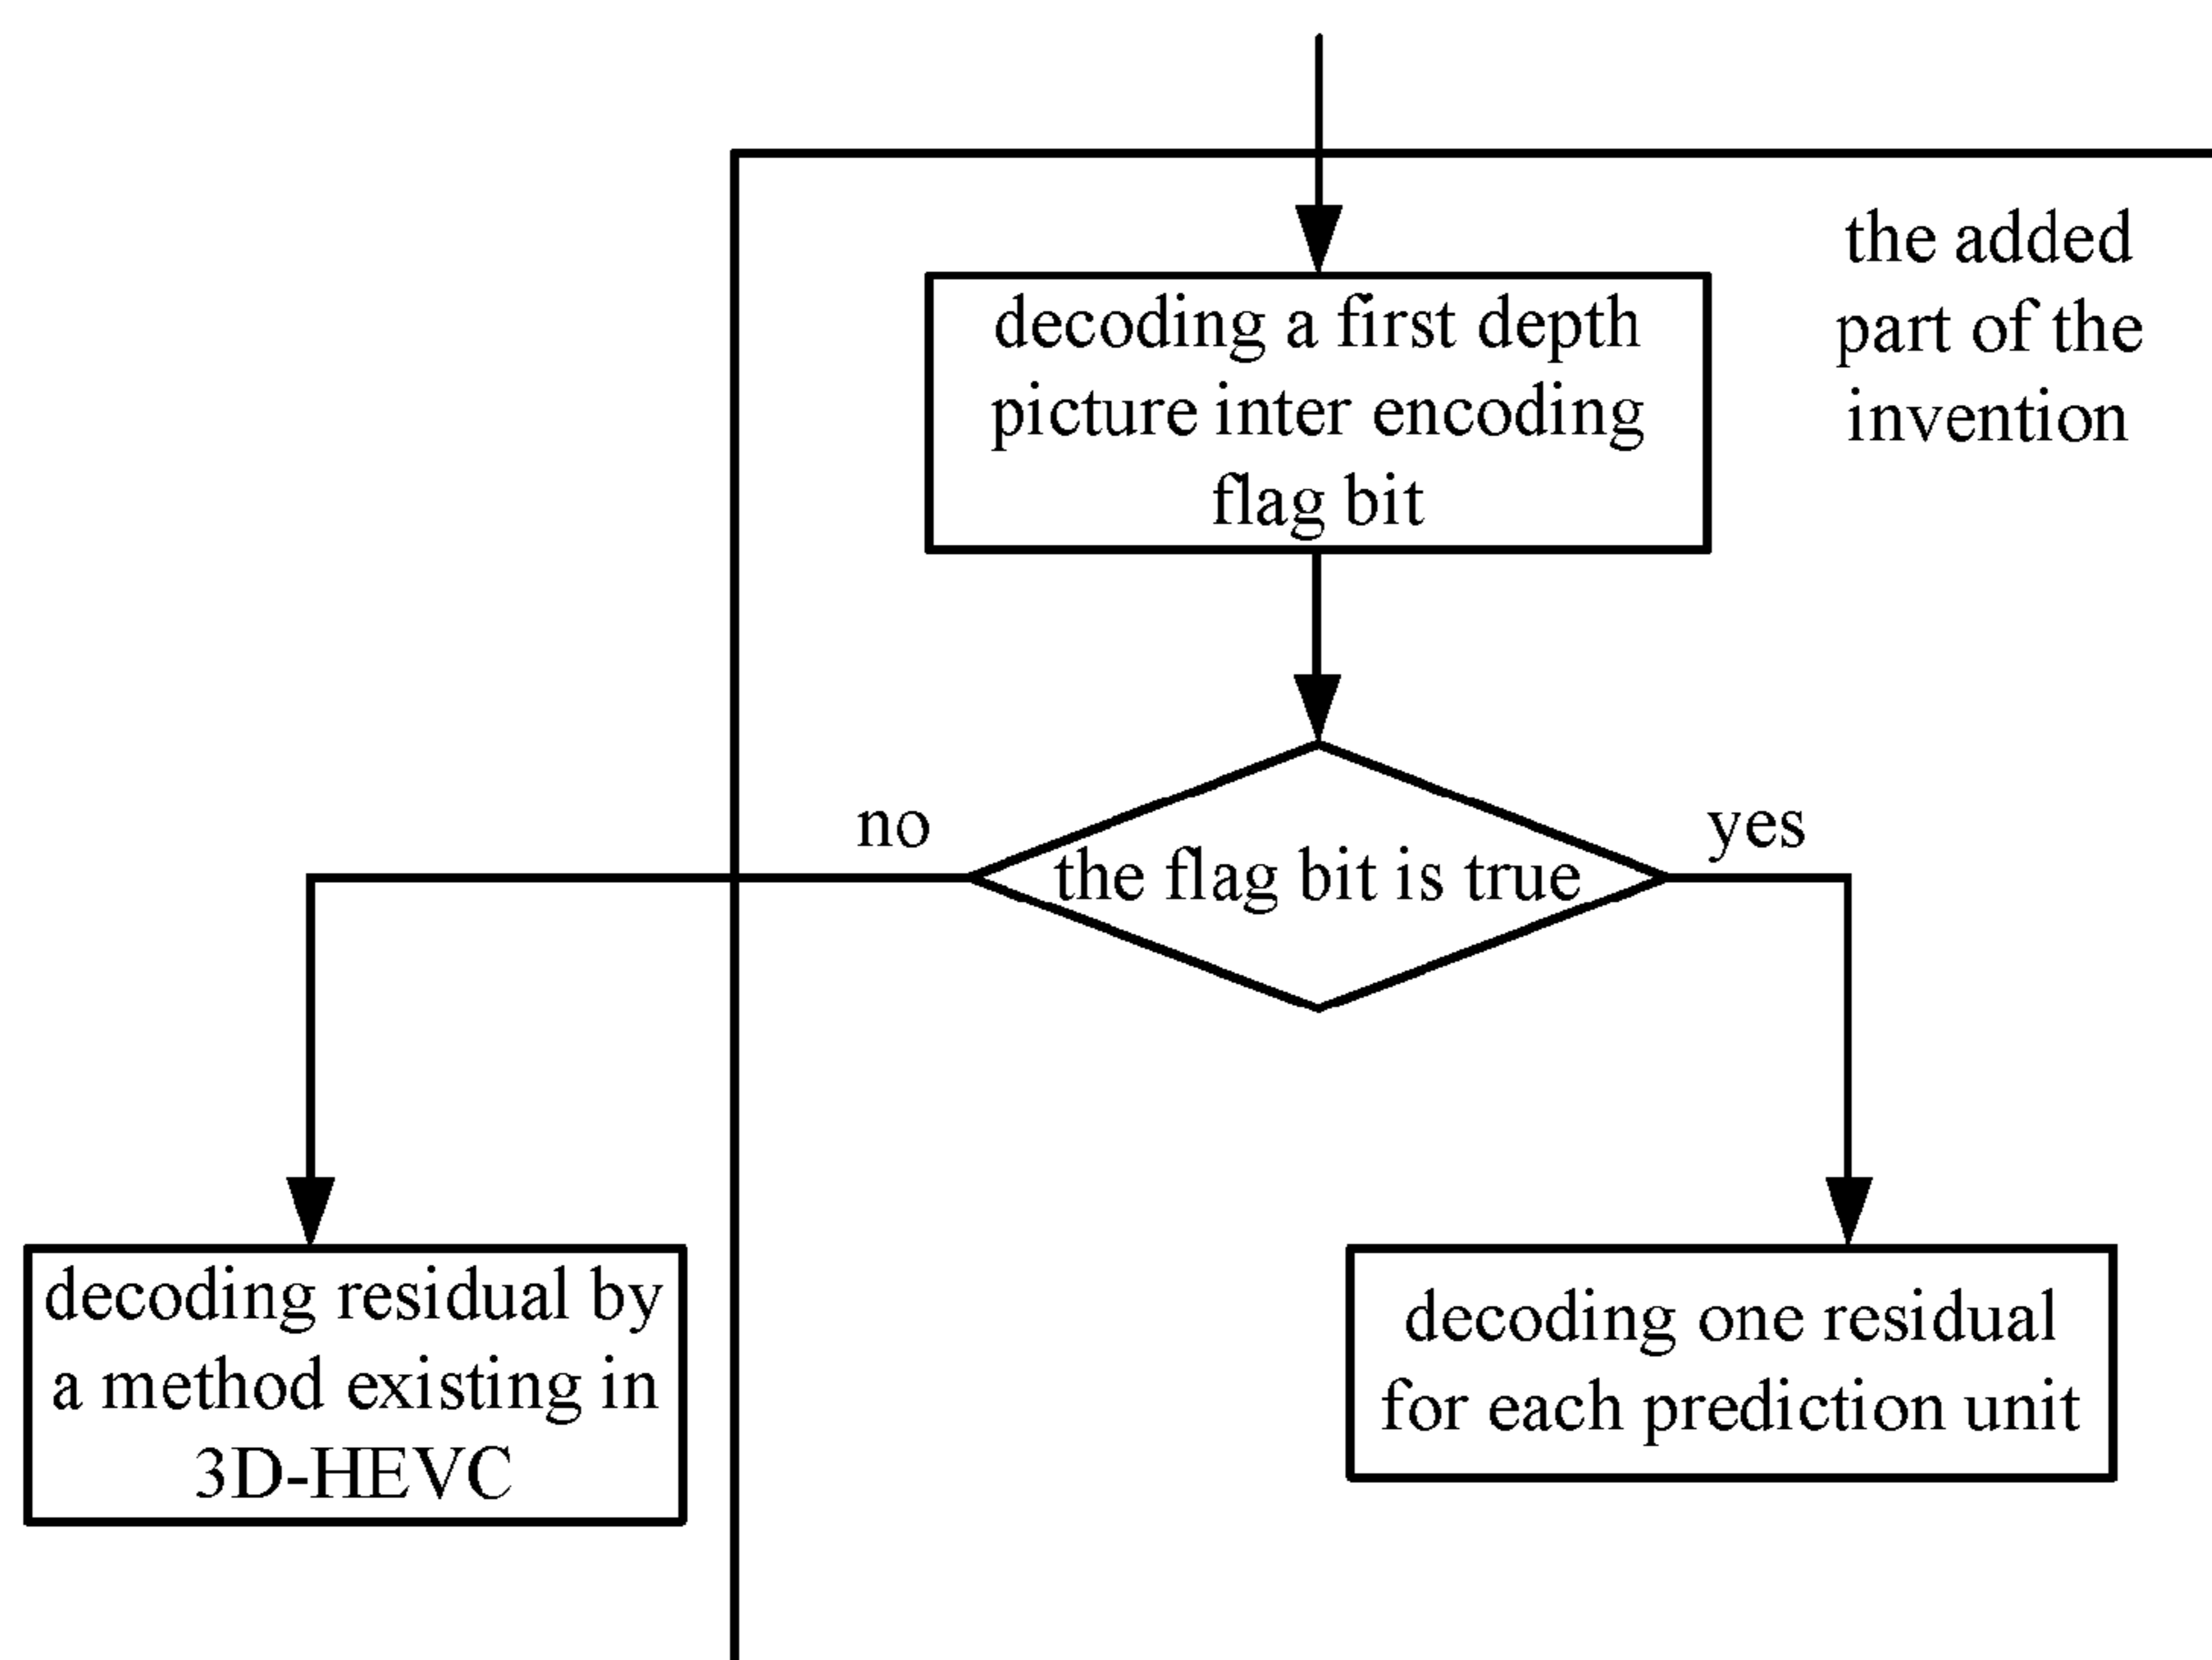 the added
part of the
invention
decoding a first depth
picture inter encoding
flag bit
no
the flag bit is true
yes
decoding residual by
a method existing in
3D-HEVC
decoding one residual
for each prediction unit